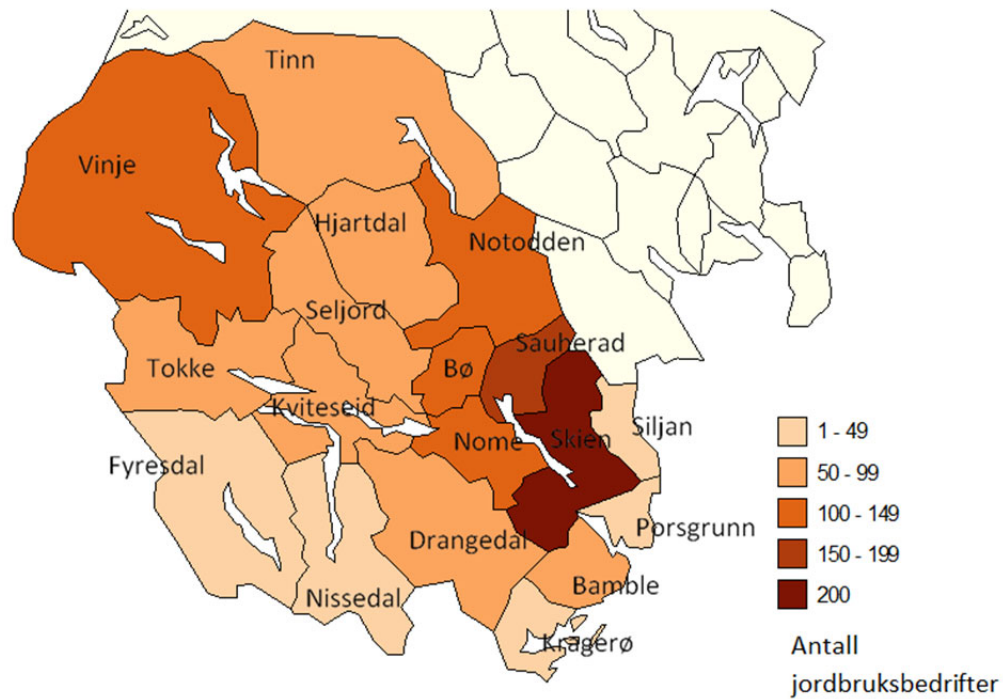 Tinn
Vinje
Hjartdal
Notodden
Seljord
Sauherad
Tokke
Bø
Kviteseid
Siljan
Nome
Skien
Fyresdal
Porsgrunn
Drangedal
Bamble
Nissedal
Kragerø
1 - 49
50 - 99
100 - 149
150 - 199
200
Antall
jordbruksbedrifter